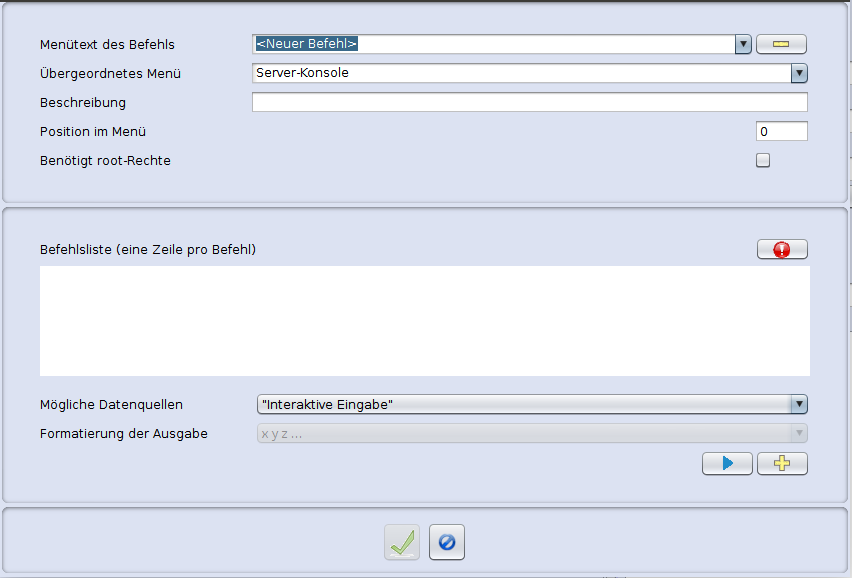 Menütext des Befehls <Neuer Befehl>
Übergeordnetes Menü Server-Konsole
Beschreibung
Position im Menü 0
Benötigt root-Rechte
Befehlsliste (eine Zeile pro Befehl)
Mögliche Datenquellen "Interaktive Eingabe"
Formatierung der Ausgabe x y z ...